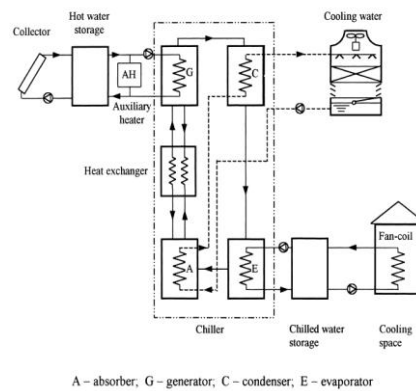 Hot water
storage
Cooling water
Collector
AH
G
C
Auxiliary
heater
Heat exchanger
Fan-coil
A
E
Chiller
Chilled water
storage
Cooling
space
A – absorber; G – generator; C – condenser; E – evaporator